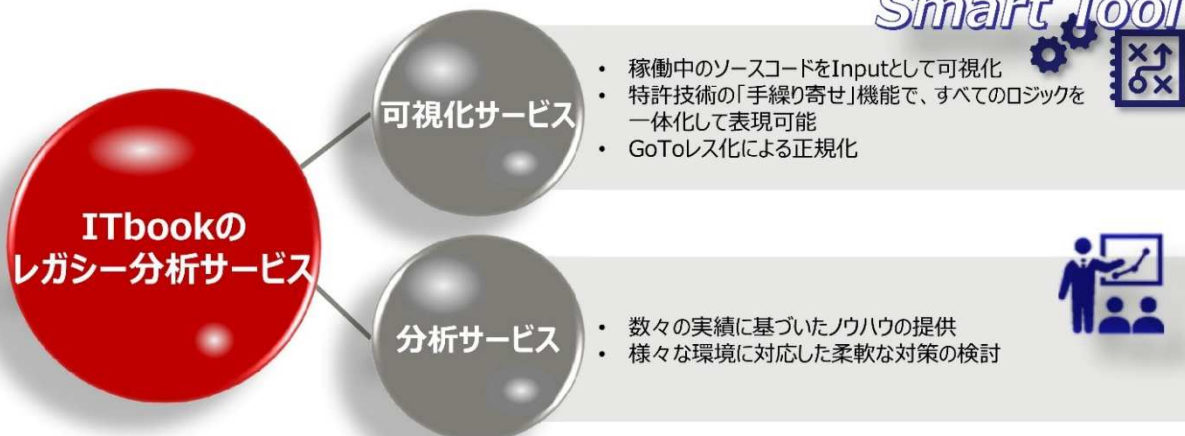 Smart Tool
ITbookの
レガシー分析サービス
可視化サービス
• 稼働中のソースコードをInputとして可視化
• 特許技術の「手繰り寄せ」機能で、すべてのロジックを
一体化して表現可能
• GoToレス化による正規化
分析サービス
• 数々の実績に基づいたノウハウの提供
• 様々な環境に対応した柔軟な対策の検討